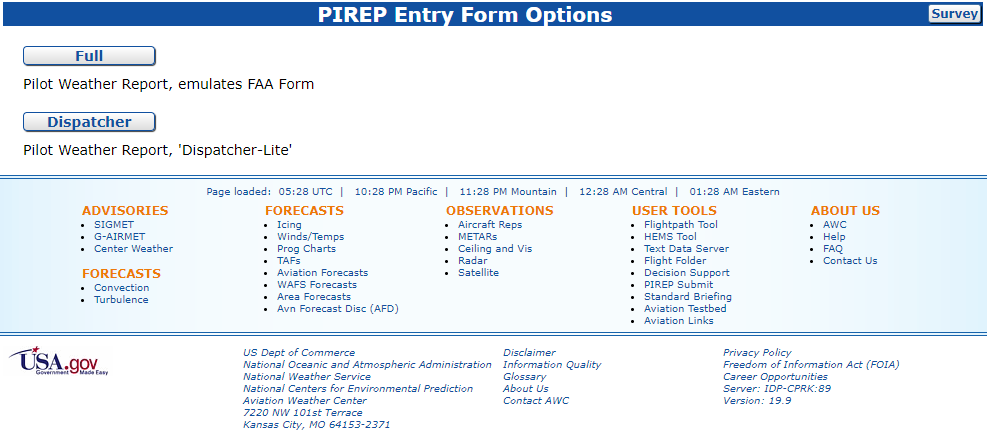 PIREP Entry Form Options
Survey
Full
Pilot Weather Report, emulates FAA Form
Dispatcher
Pilot Weather Report, 'Dispatcher-Lite'
Page loaded: 05:28 UTC | 10:28 PM Pacific | 11:28 PM Mountain | 12:28 AM Central | 01:28 AM Eastern
ADVISORIES
SIGMET
G-AIRMET
Center Weather
FORECASTS
Convection
Turbulence
FORECASTS
Icing
Winds/Temps
Prog Charts
TAFs
Aviation Forecasts
WAFS Forecasts
Area Forecasts
Avn Forecast Disc (AFD)
OBSERVATIONS
Aircraft Reps
METARs
Ceiling and Vis
Radar
Satellite
USER TOOLS
Flightpath Tool
HEMS Tool
Text Data Server
Flight Folder
Decision Support
PIREP Submit
Standard Briefing
Aviation Testbed
Aviation Links
ABOUT US
AWC
Help
FAQ
Contact Us
USA.gov
Government Made Easy
US Dept of Commerce
National Oceanic and Atmospheric Administration
National Weather Service
National Centers for Environmental Prediction
Aviation Weather Center
7220 NW 101st Terrace
Kansas City, MO 64153-2371
Disclaimer
Information Quality
Glossary
About Us
Contact AWC
Privacy Policy
Freedom of Information Act (FOIA)
Career Opportunities
Server: IDP-CPRK:89
Version: 19.9